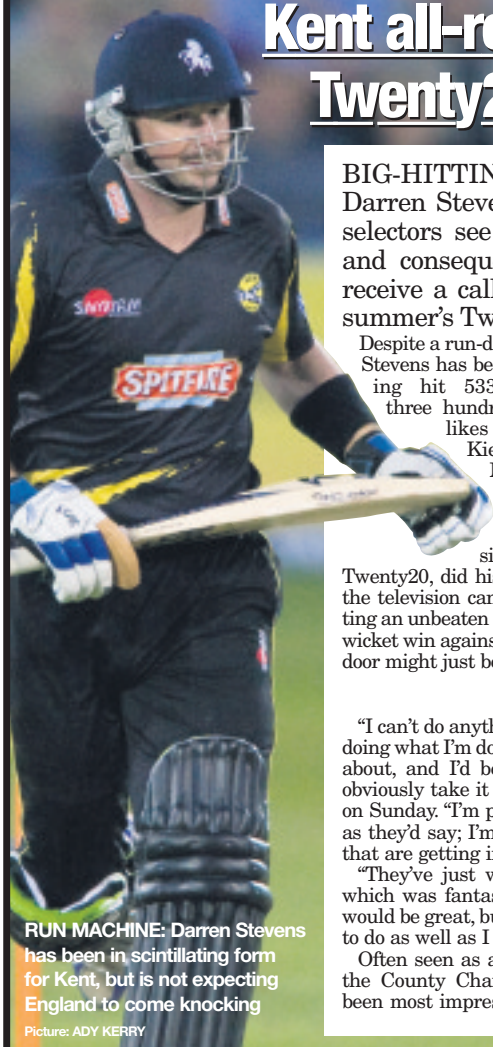 Kent all-r
Twenty2
BIG-HITTIN
Darren Steve
selectors see
and consequ
receive a cal
summer's Tw
Despite a run-d
Stevens has be
ing hit 533
three hundr
likes
Kie
si
Twenty20, did hi
the television car
ting an unbeaten
wicket win agains
door might just b
"I can't do anyth
doing what I'm do
about, and I'd b
obviously take it
on Sunday. "I'm p
as they'd say; I'm
that are getting i
"They've just w
which was fantas
would be great, bu
to do as well as I
Often seen as a
the County Cha
been most impres
SPITFIRE
RUN MACHINE: Darren Stevens
has been in scintillating form
for Kent, but is not expecting
England to come knocking
Picture: ADY KERRY